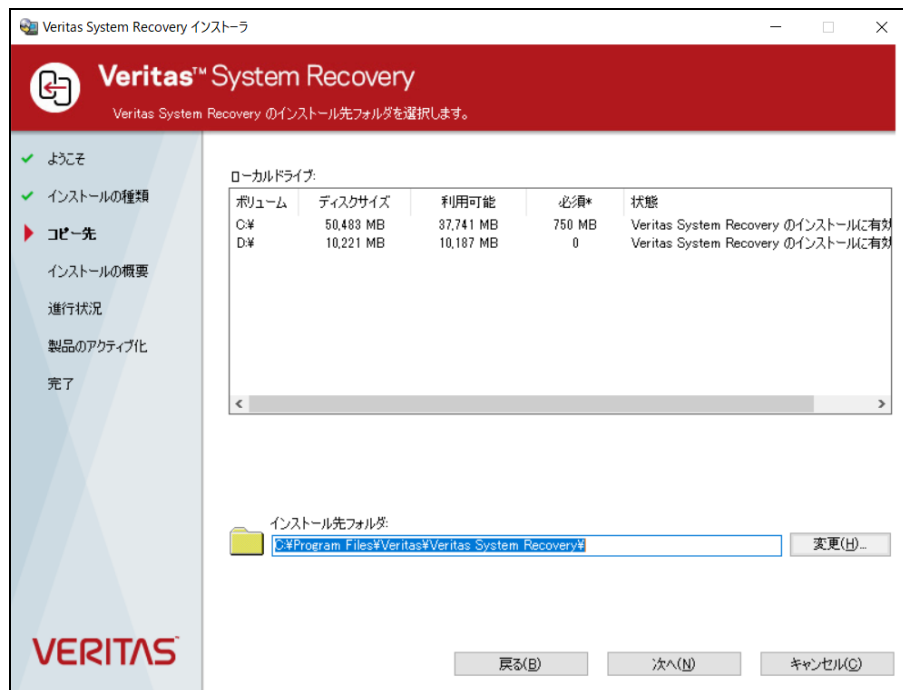 Veritas System Recovery インストーラ
Veritas™ System Recovery
Veritas System Recovery のインストール先フォルダを選択します。
ようこそ
インストールの種類
コピー先
インストールの概要
進行状況
製品のアクティブ化
完了
ローカルドライブ:
ボリューム ディスクサイズ 利用可能 必須* 状態
C:¥ 50,483 MB 37,741 MB 750 MB Veritas System Recovery のインストールに有効
D:¥ 10,221 MB 10,187 MB 0 Veritas System Recovery のインストールに有効
インストール先フォルダ:
C:¥Program Files¥Veritas¥Veritas System Recovery¥
変更(H)...
VERITAS
戻る(B) 次へ(N) キャンセル(C)